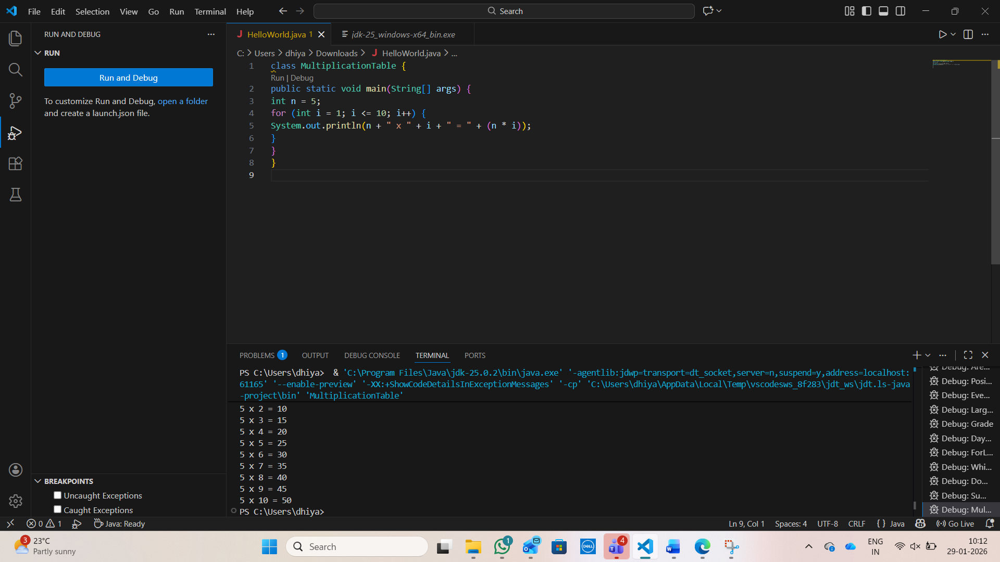 File Edit Selection View Go Run Terminal Help
Search
RUN AND DEBUG
RUN
Run and Debug
To customize Run and Debug, open a folder
and create a launch.json file.
HelloWorld.java 1
jdk-25_windows-x64_bin.exe
C: > Users > dhiya > Downloads > HelloWorld.java > ...
1 class MultiplicationTable {
Run | Debug
2 public static void main(String[] args) {
3 int n = 5;
4 for (int i = 1; i <= 10; i++) {
5 System.out.println(n + " x " + i + " = " + (n * i));
6 }
7 }
8 }
9
PROBLEMS 1 OUTPUT DEBUG CONSOLE TERMINAL PORTS
PS C:\Users\dhiya> & 'C:\Program Files\Java\jdk-25.0.2\bin\java.exe' '-agentlib:jdwp=transport=dt_socket,server=n,suspend=y,address=localhost:
61165' '--enable-preview' '-XX:+ShowCodeDetailsInExceptionMessages' '-cp' 'C:\Users\dhiya\AppData\Local\Temp\vscodesws_8f283\jdt_ws\jdt.ls-java
-project\bin' 'MultiplicationTable'
5 x 2 = 10
5 x 3 = 15
5 x 4 = 20
5 x 5 = 25
5 x 6 = 30
5 x 7 = 35
5 x 8 = 40
5 x 9 = 45
5 x 10 = 50
PS C:\Users\dhiya>
Debug: Are...
Debug: Posi...
Debug: Eve...
Debug: Larg...
Debug: Grade
Debug: Day...
Debug: ForL...
Debug: Whi...
Debug: Do...
Debug: Su...
Debug: Mul...
BREAKPOINTS
Uncaught Exceptions
Caught Exceptions
0 1 Java: Ready
Ln 9, Col 1 Spaces: 4 UTF-8 CRLF { } Java Go Live
3 23°C
Partly sunny
Search
1
DELL
4
ENG
IN
10:12
29-01-2026